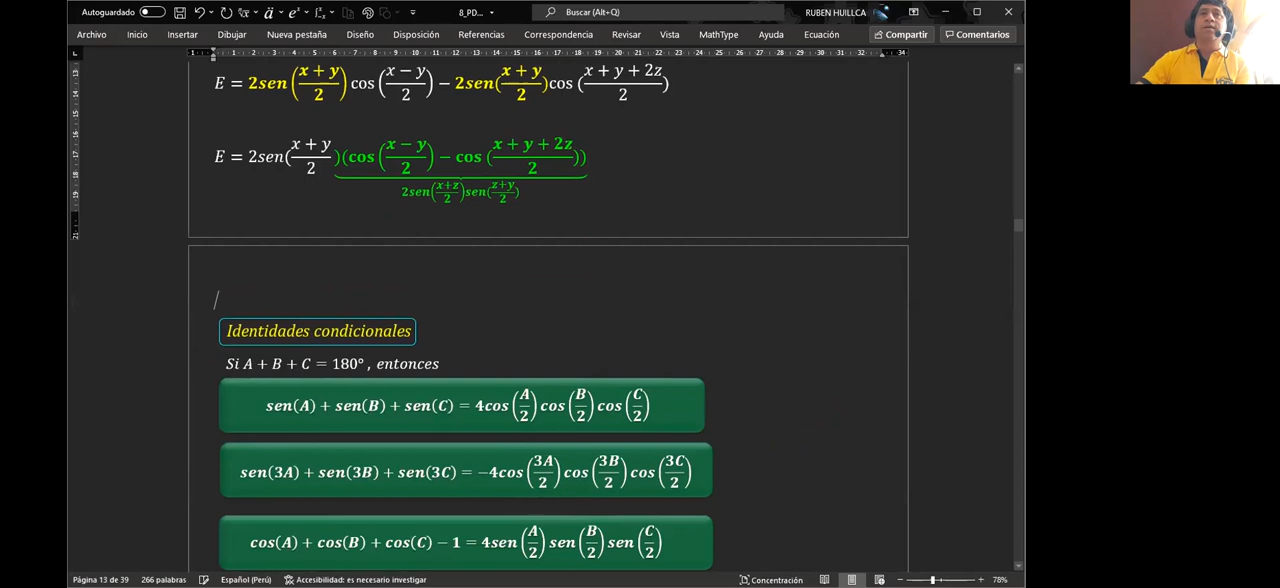 Autoguardado
8_PD...
Buscar (Alt+Q)
RUBEN HUILLCA
Archivo Inicio Insertar Dibujar Nueva pestaña Diseño Disposición Referencias Correspondencia Revisar Vista MathType Ayuda Ecuación Compartir Comentarios
E = 2sen((x + y)/2) cos((x − y)/2) − 2sen((x + y)/2) cos((x + y + 2z)/2)
E = 2sen((x + y)/2)(cos((x − y)/2) − cos((x + y + 2z)/2))
2sen((x+z)/2)sen((z+y)/2)
Identidades condicionales
Si A + B + C = 180° , entonces
sen(A) + sen(B) + sen(C) = 4cos(A/2) cos(B/2) cos(C/2)
sen(3A) + sen(3B) + sen(3C) = −4cos(3A/2) cos(3B/2) cos(3C/2)
cos(A) + cos(B) + cos(C) − 1 = 4sen(A/2) sen(B/2) sen(C/2)
Página 13 de 39 266 palabras Español (Perú) Accesibilidad: es necesario investigar Concentración 78%